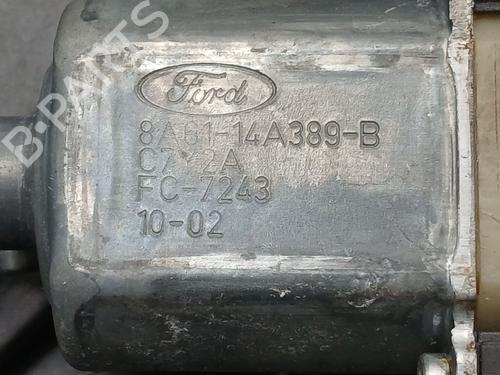 Ford
8A61-14A389-B
C7Y2A
FC-7243
10-02
B-PARTS